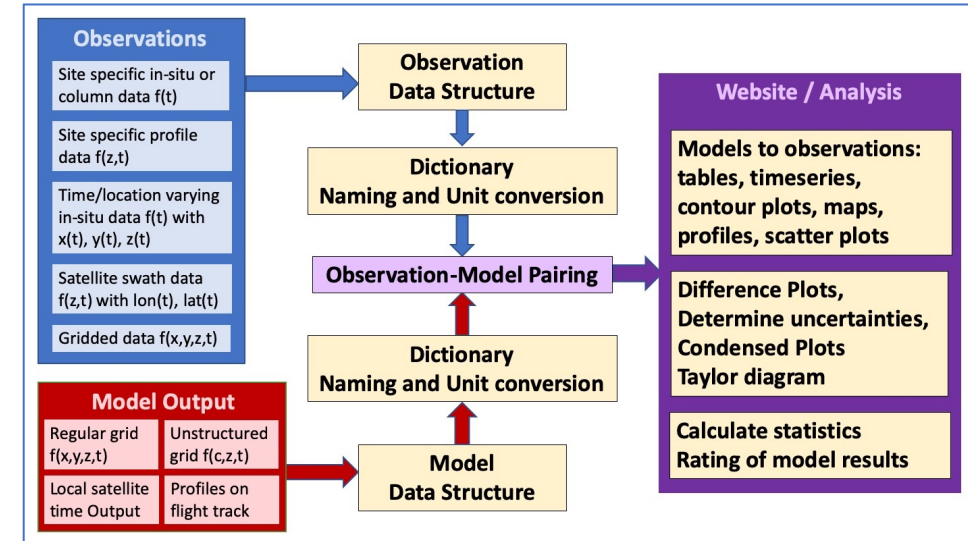 Observations
Site specific in-situ or
column data f(t)
Site specific profile
data f(z,t)
Time/location varying
in-situ data f(t) with
x(t), y(t), z(t)
Satellite swath data
f(z,t) with lon(t), lat(t)
Gridded data f(x,y,z,t)
Model Output
Regular grid
f(x,y,z,t)
Unstructured
grid f(c,z,t)
Local satellite
time Output
Profiles on
flight track
Observation
Data Structure
Dictionary
Naming and Unit conversion
Observation-Model Pairing
Dictionary
Naming and Unit conversion
Model
Data Structure
Website / Analysis
Models to observations:
tables, timeseries,
contour plots, maps,
profiles, scatter plots
Difference Plots,
Determine uncertainties,
Condensed Plots
Taylor diagram
Calculate statistics
Rating of model results